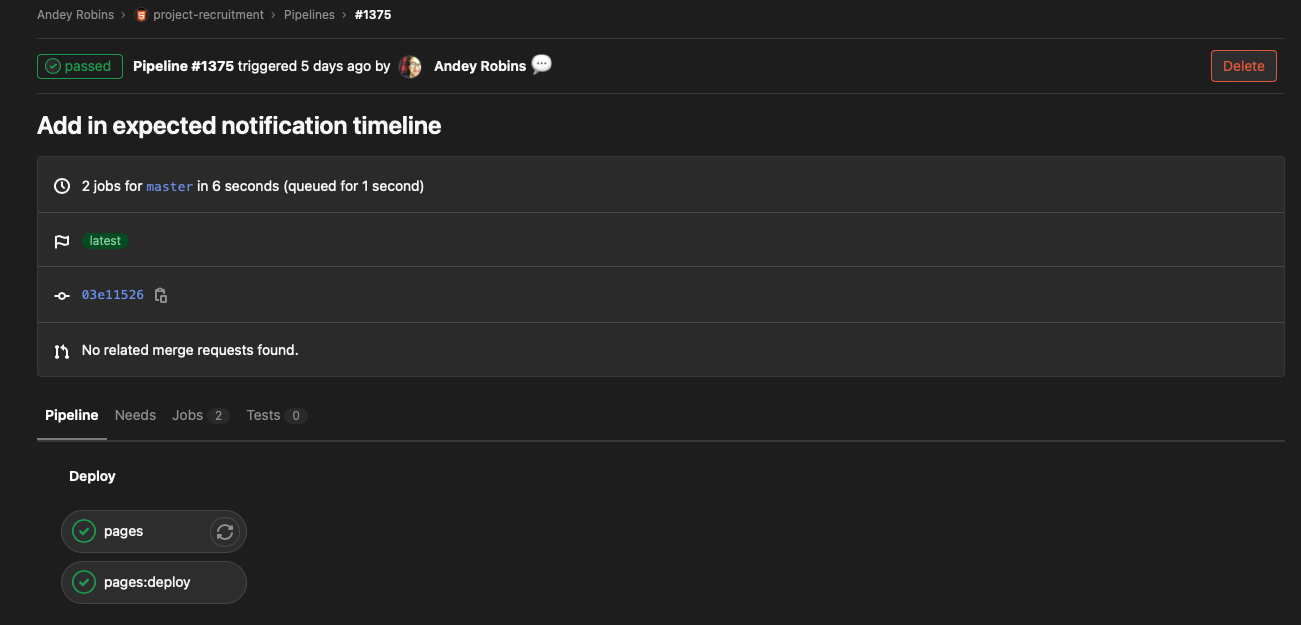 Andey Robins › project-recruitment › Pipelines › #1375
passed Pipeline #1375 triggered 5 days ago by Andey Robins Delete
Add in expected notification timeline
2 jobs for master in 6 seconds (queued for 1 second)
latest
03e11526
No related merge requests found.
Pipeline Needs Jobs 2 Tests 0
Deploy
pages
pages:deploy